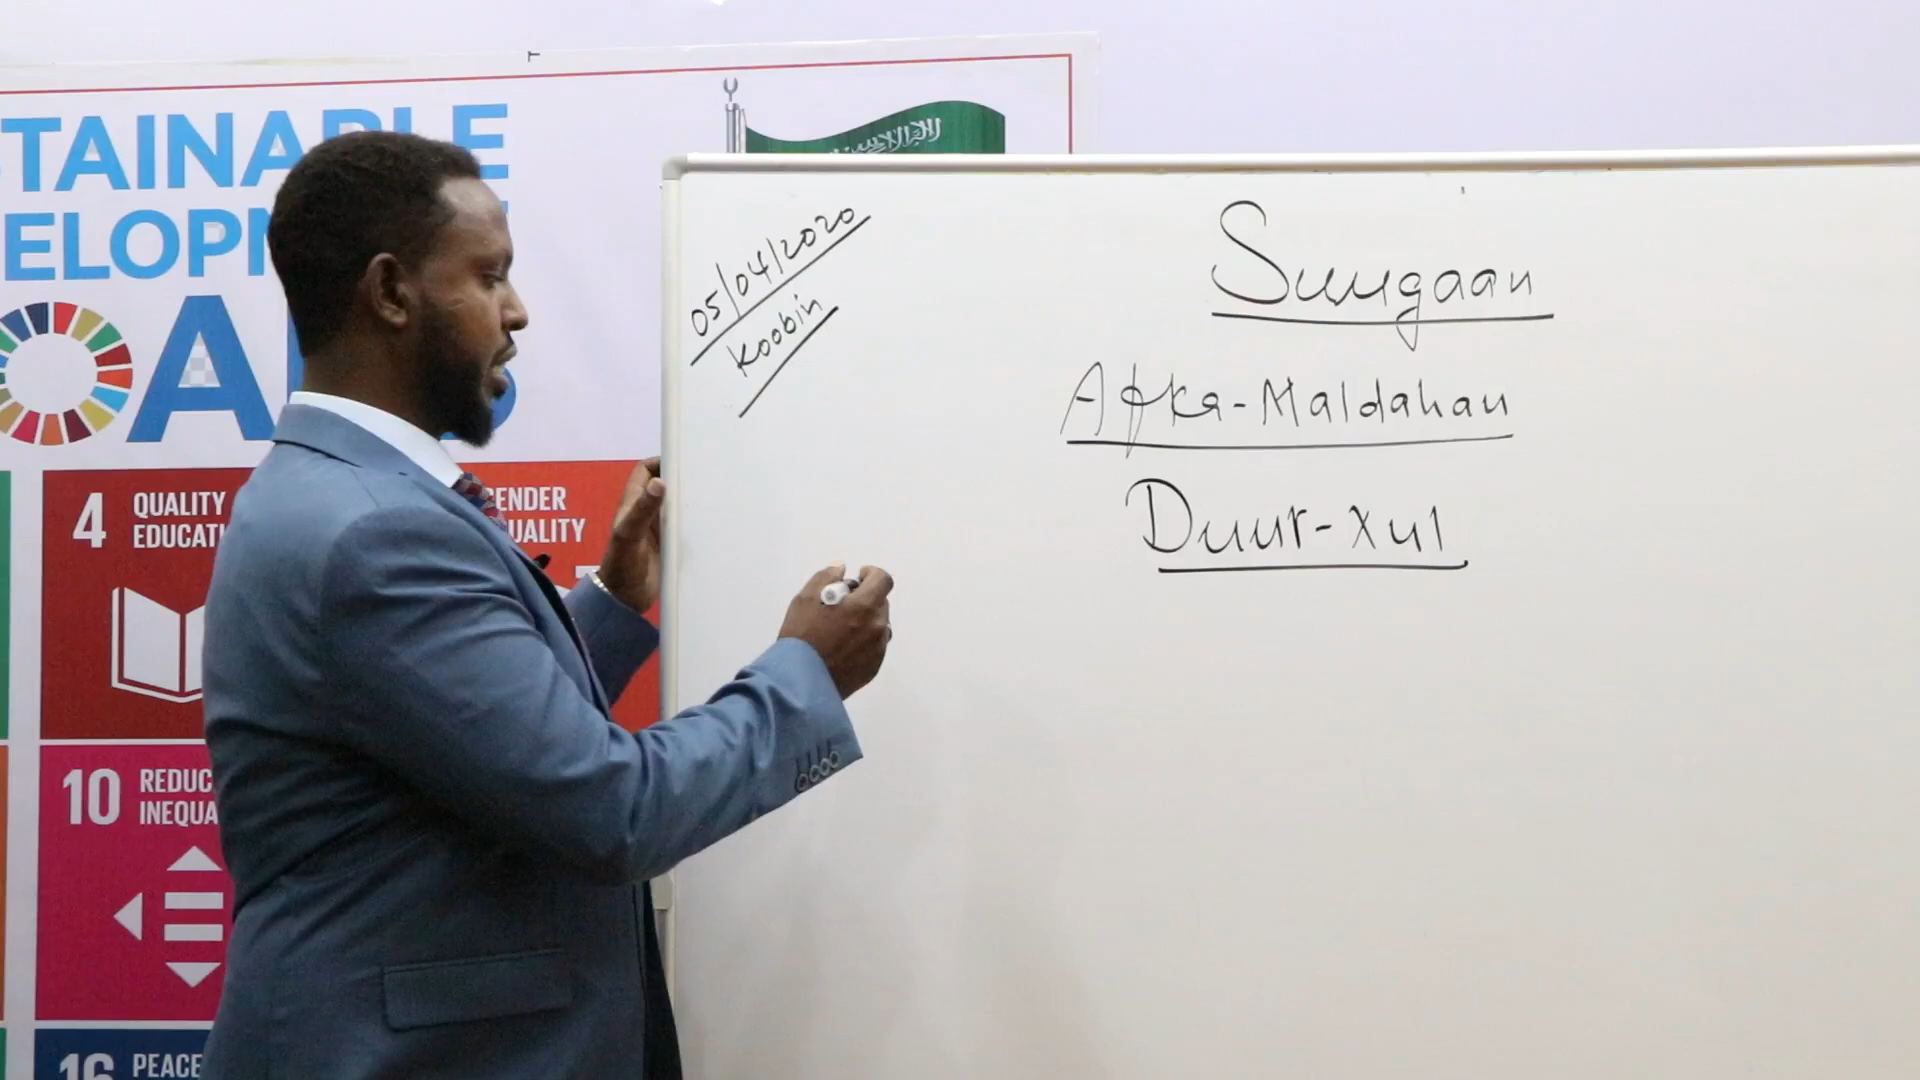 STAINABLE
ELOPM
OALS
4 QUALITY
EDUCATI
GENDER
QUALITY
10 REDUC
INEQUA
16 PEACE
05/04/2020
Koobin
Suugaan
Afka-Maldahan
Duur-xul